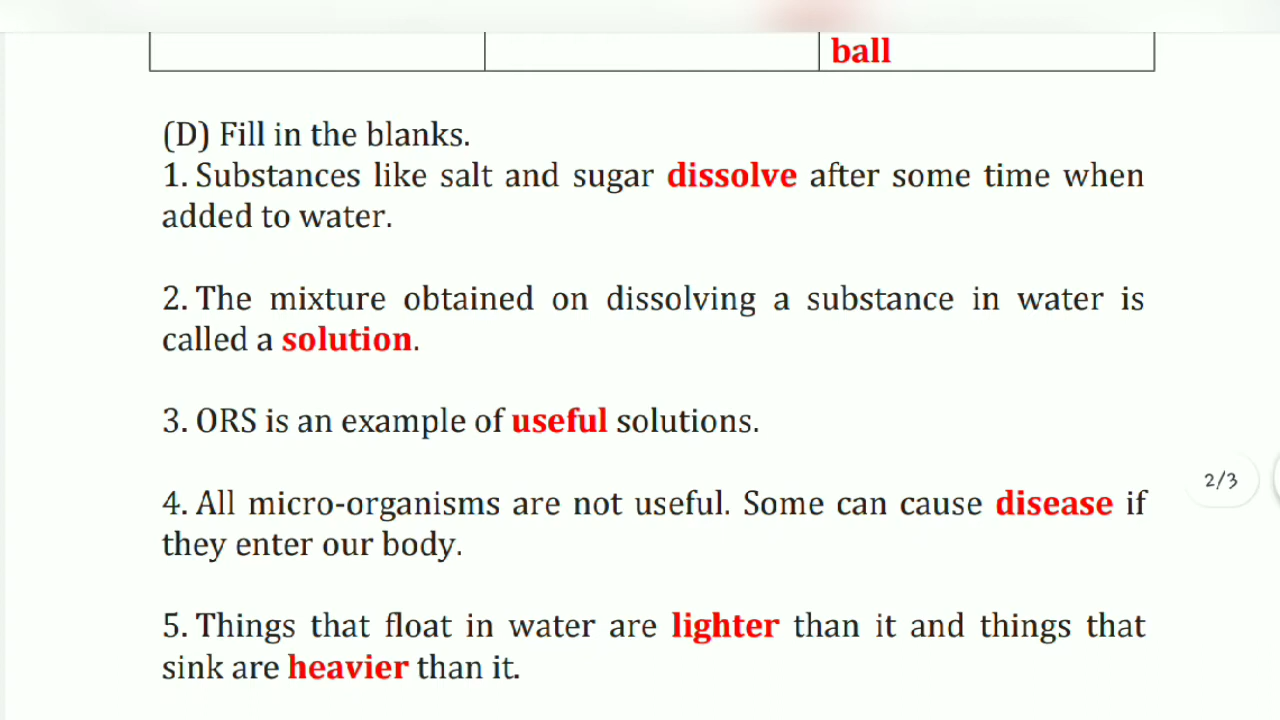 ball
(D) Fill in the blanks.
1. Substances like salt and sugar dissolve after some time when
added to water.
2. The mixture obtained on dissolving a substance in water is
called a solution.
3. ORS is an example of useful solutions.
4. All micro-organisms are not useful. Some can cause disease if
they enter our body.
2/3
5. Things that float in water are lighter than it and things that
sink are heavier than it.